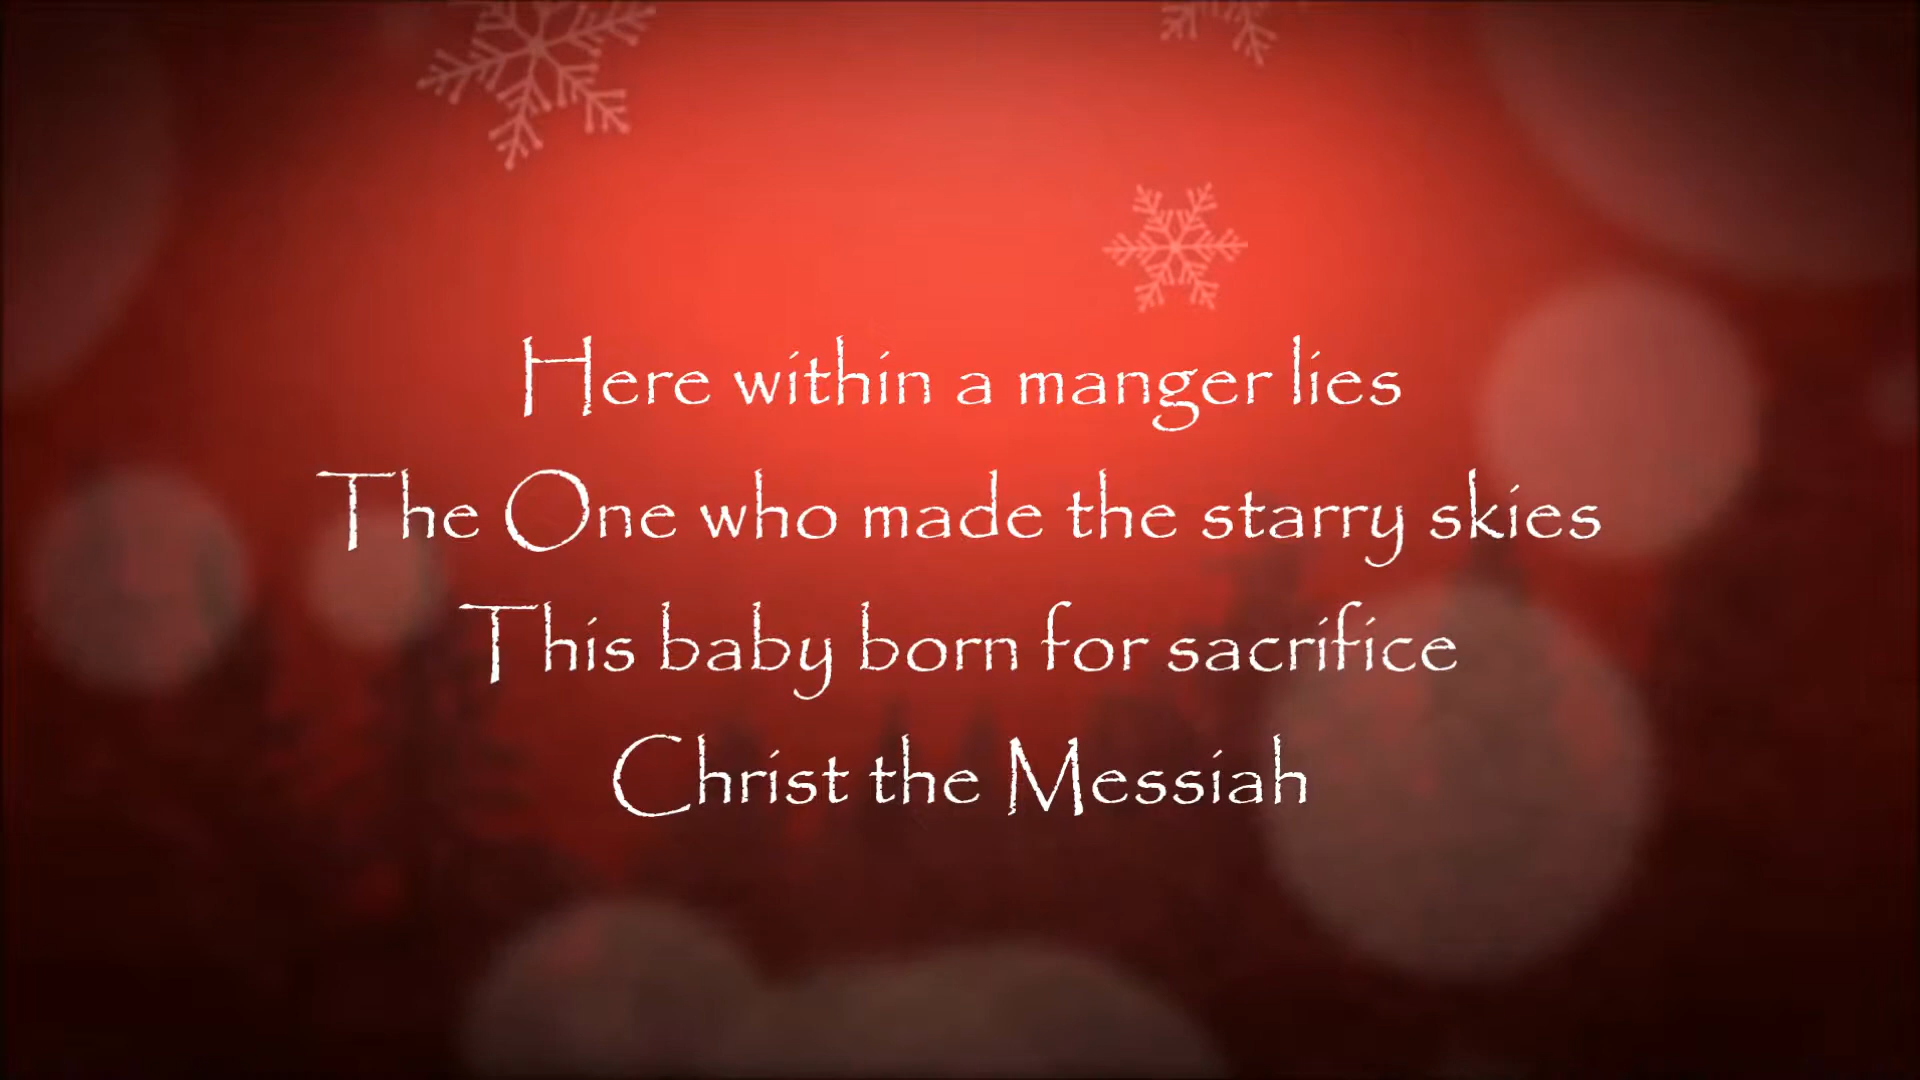 Here within a manger lies
The One who made the starry skies
This baby born for sacrifice
Christ the Messiah